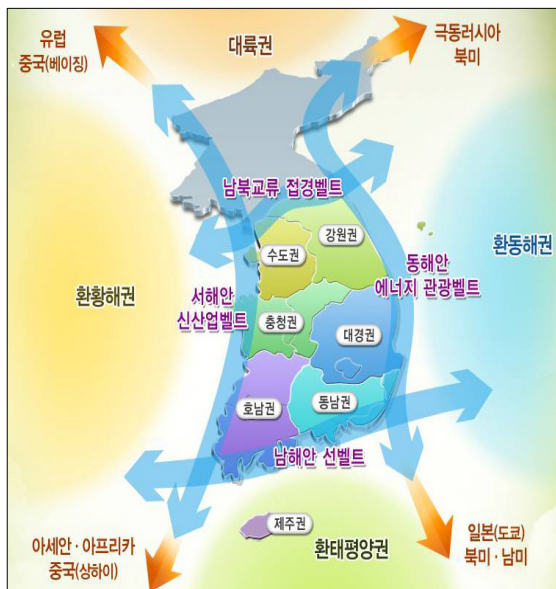 유럽
중국(베이징)
대륙권
극동러시아
북미
남북교류 접경벨트
강원권
수도권
환동해권
동해안
에너지 관광벨트
환황해권
서해안
신산업벨트
충청권
대경권
호남권
동남권
남해안 선벨트
제주권
환태평양권
아세안·아프리카
중국(상하이)
일본(도쿄)
북미·남미